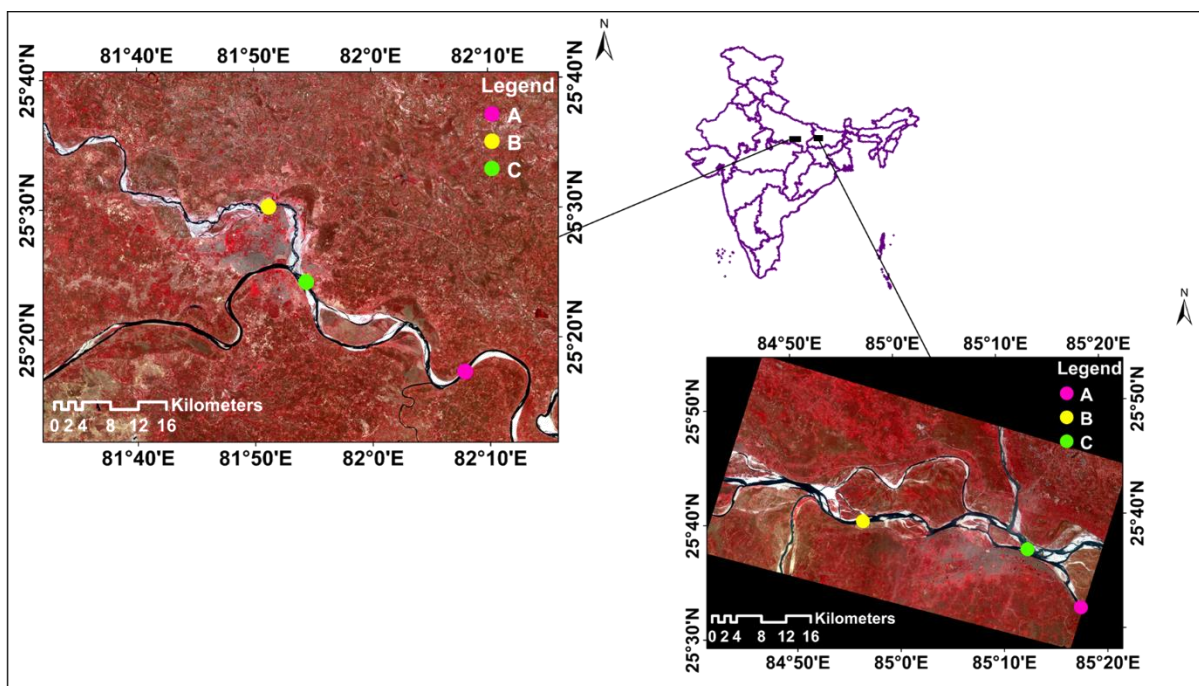 N
81°40'E 81°50'E 82°0'E 82°10'E
25°40'N 25°30'N 25°20'N
Legend
A
B
C
Kilometers
0 2 4 8 12 16
25°40'N 25°30'N 25°20'N
81°40'E 81°50'E 82°0'E 82°10'E
N
84°50'E 85°0'E 85°10'E 85°20'E
25°50'N 25°40'N 25°30'N
Legend
A
B
C
Kilometers
0 2 4 8 12 16
25°50'N 25°40'N 25°30'N
84°50'E 85°0'E 85°10'E 85°20'E